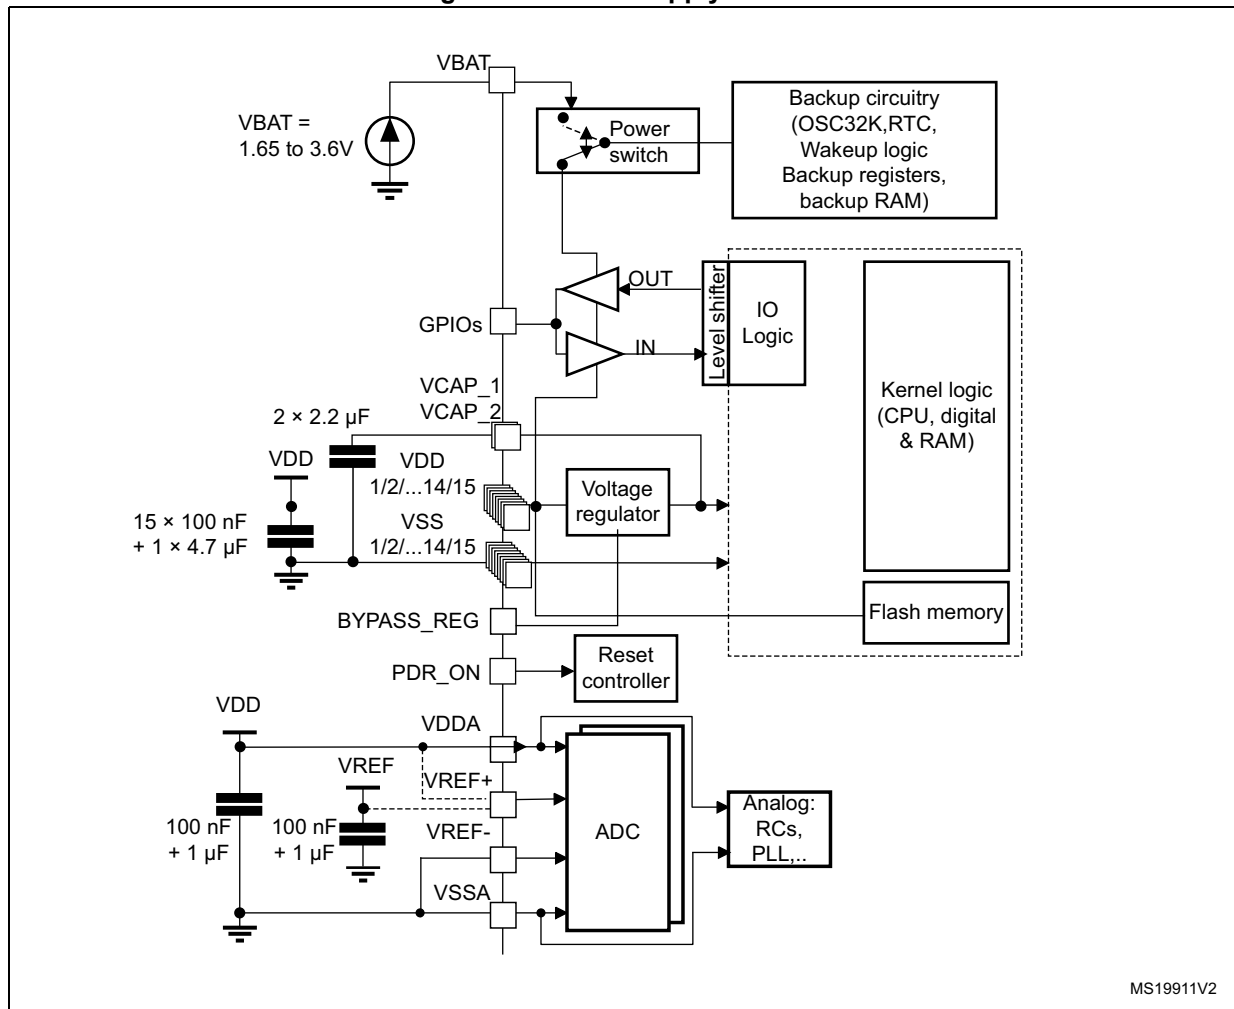 VBAT
VBAT =
1.65 to 3.6V
Power
switch
Backup circuitry
(OSC32K,RTC,
Wakeup logic
Backup registers,
backup RAM)
GPIOs
OUT
IN
Level shifter
IO
Logic
Kernel logic
(CPU, digital
& RAM)
VCAP_1
VCAP_2
2 × 2.2 µF
VDD
15 × 100 nF
+ 1 × 4.7 µF
VDD
1/2/...14/15
VSS
1/2/...14/15
Voltage
regulator
Flash memory
BYPASS_REG
PDR_ON
Reset
controller
VDD
VDDA
VREF
VREF+
VREF-
VSSA
100 nF
+ 1 µF
100 nF
+ 1 µF
ADC
Analog:
RCs,
PLL,..
MS19911V2